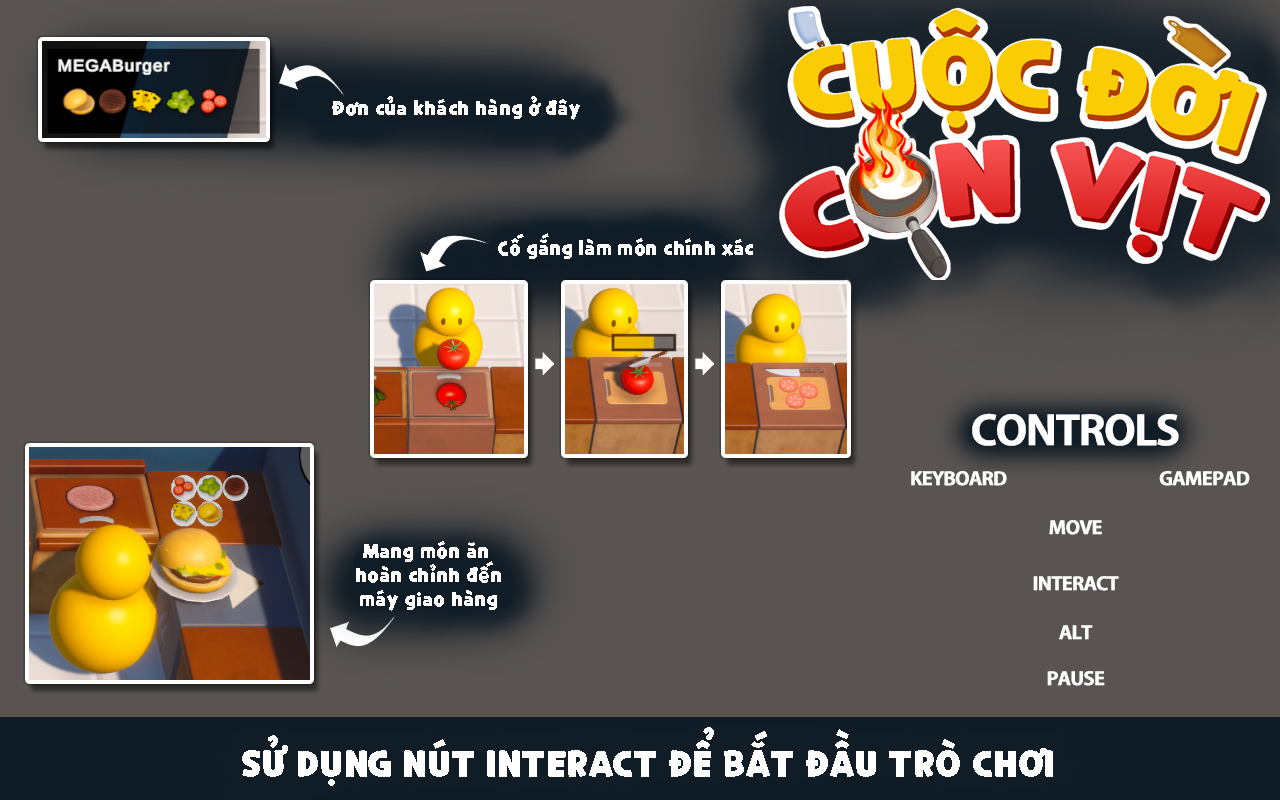 MEGABurger
Đơn của khách hàng ở đây
CUỘC ĐỜI
CON VỊT
Cố gắng làm món chính xác
Mang món ăn
hoàn chỉnh đến
máy giao hàng
CONTROLS
KEYBOARD
GAMEPAD
MOVE
INTERACT
ALT
PAUSE
SỬ DỤNG NÚT INTERACT ĐỂ BẮT ĐẦU TRÒ CHƠI